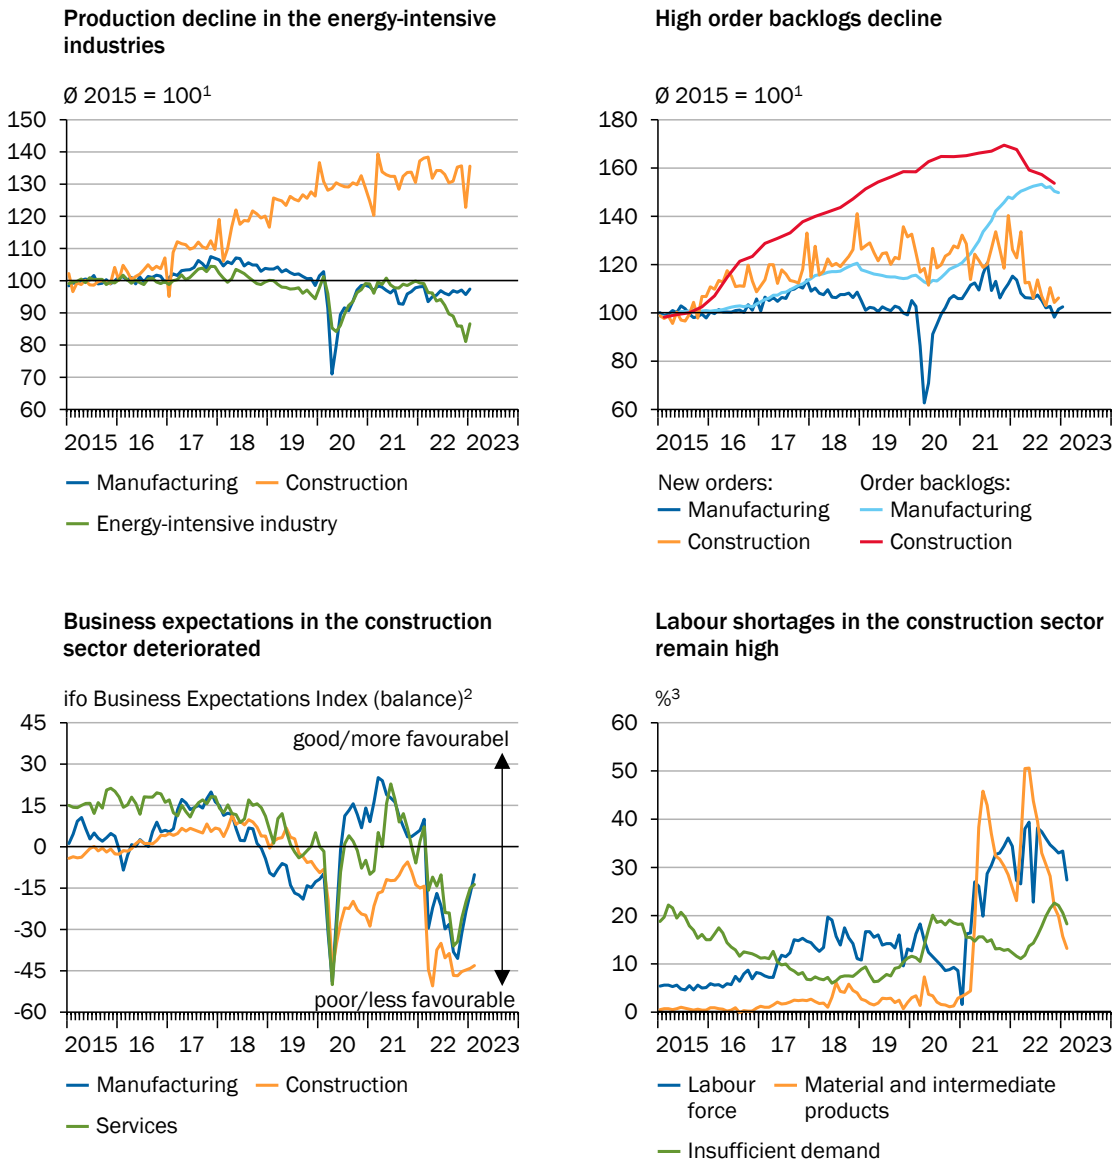 Production decline in the energy-intensive
industries
Ø 2015 = 100¹
150
140
130
120
110
100
90
80
70
60
2015 16 17 18 19 20 21 22 2023
Manufacturing Construction
Energy-intensive industry
High order backlogs decline
Ø 2015 = 100¹
180
160
140
120
100
80
60
2015 16 17 18 19 20 21 22 2023
New orders: Order backlogs:
Manufacturing Manufacturing
Construction Construction
Business expectations in the construction
sector deteriorated
ifo Business Expectations Index (balance)²
45
30
15
0
-15
-30
-45
-60
good/more favourabel
poor/less favourable
2015 16 17 18 19 20 21 22 2023
Manufacturing Construction
Services
Labour shortages in the construction sector
remain high
%³
60
50
40
30
20
10
0
2015 16 17 18 19 20 21 22 2023
Labour Material and intermediate
force products
Insufficient demand